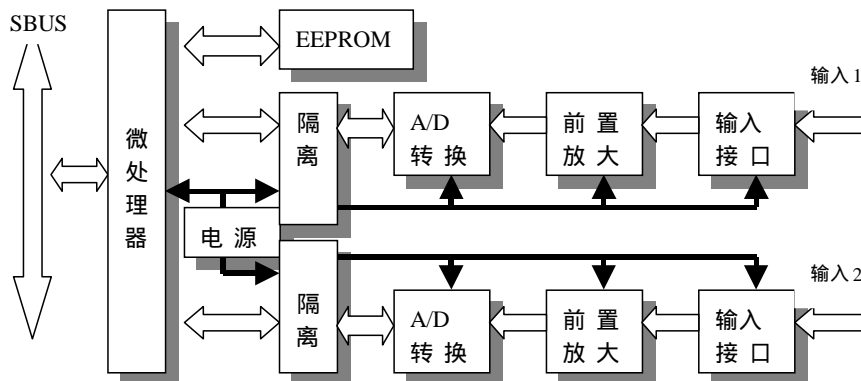 SBUS
EEPROM
输入 1
微
处
理
器
隔
离
A/D
转 换
前 置
放 大
输 入
接 口
电 源
隔
离
A/D
转 换
前 置
放 大
输 入
接 口
输入 2